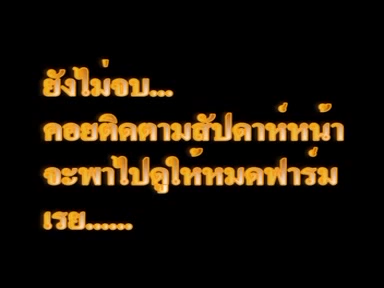 ยังไม่จบ...
คอยติดตามสัปดาห์หน้า
จะพาไปดูให้หมดฟาร์ม
เรย......